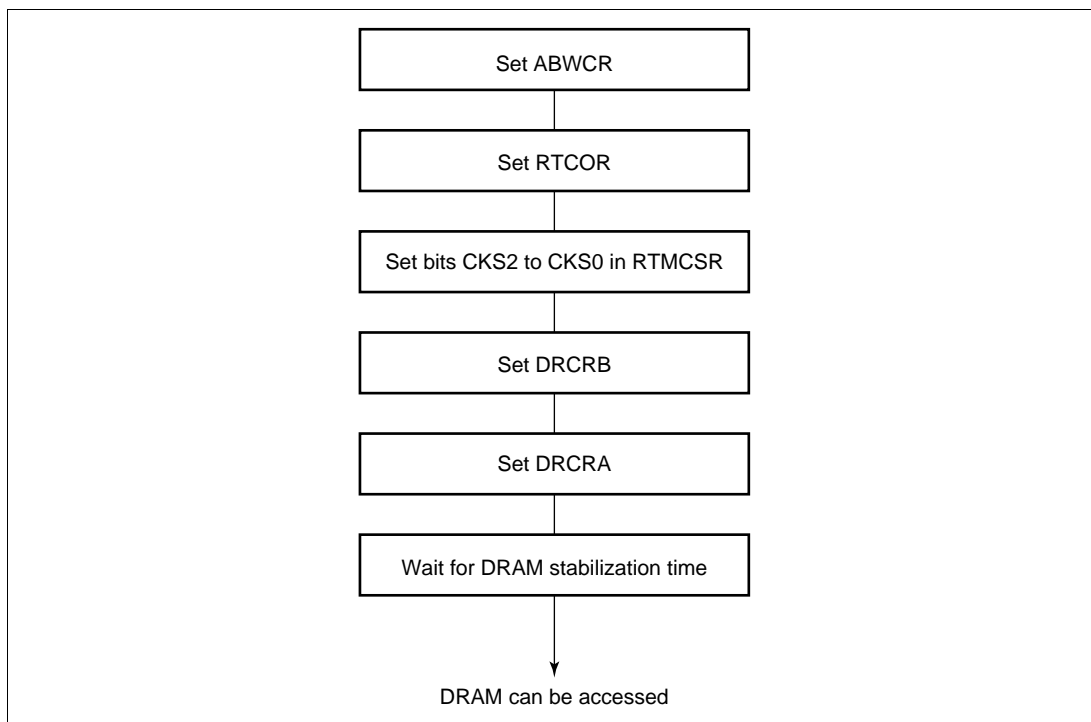 Set ABWCR
Set RTCOR
Set bits CKS2 to CKS0 in RTMCSR
Set DRCRB
Set DRCRA
Wait for DRAM stabilization time
DRAM can be accessed